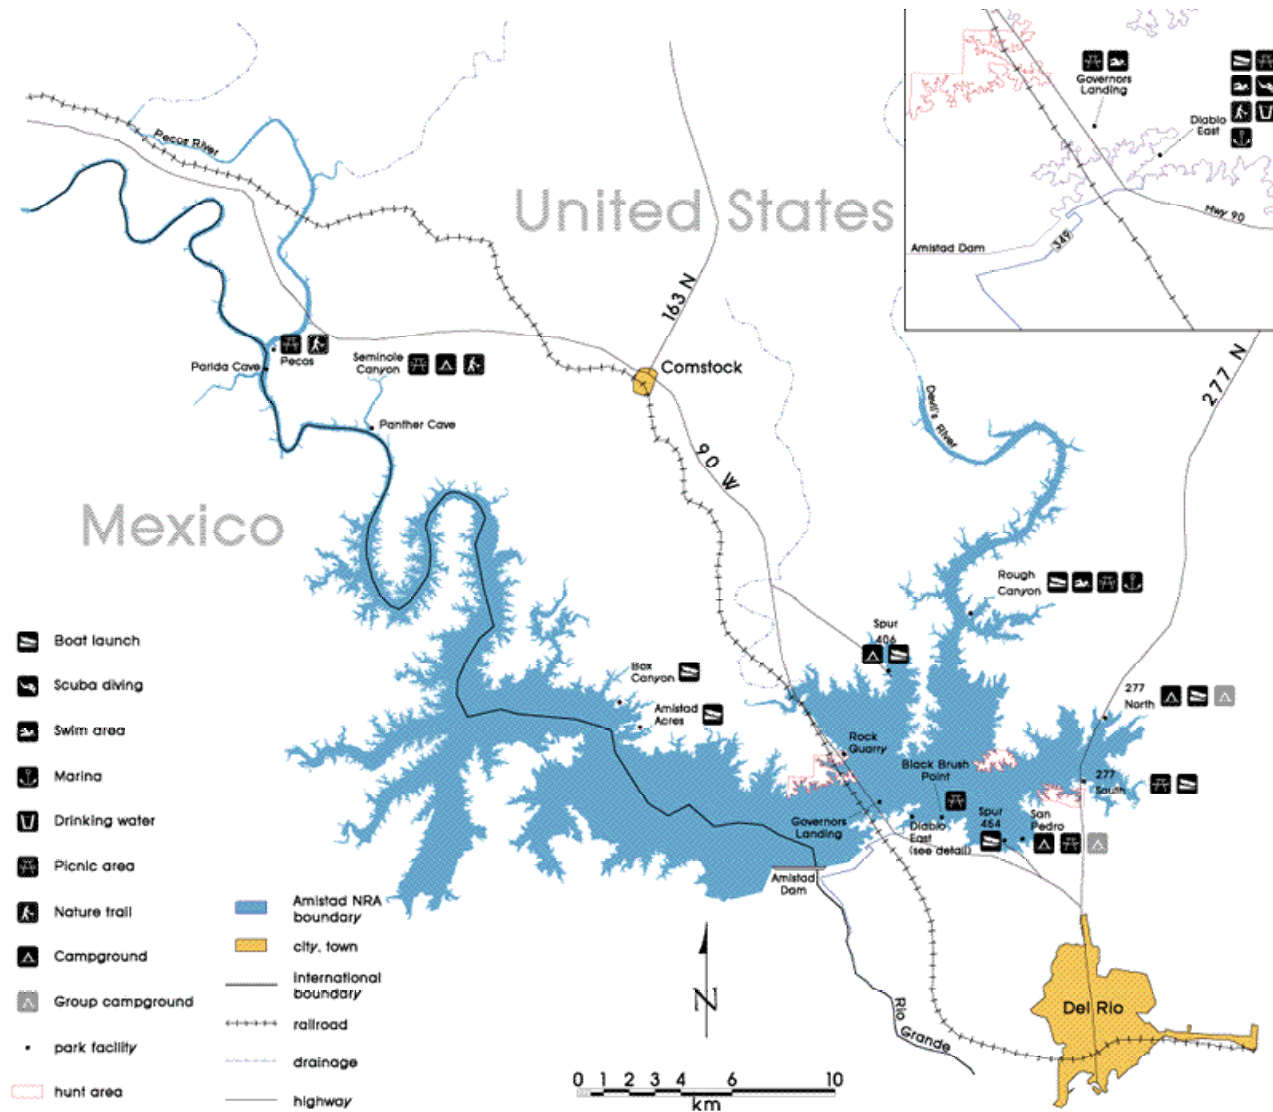 Pecos River
United States
Mexico
163 N
Comstock
90 W
277 N
Devil's
River
Parida Cave
Pecos
Seminole
Canyon
Panther Cave
Governors
Landing
Diablo
East
Hwy 90
349
Amistad Dam
Rough
Canyon
Spur
406
Box
Canyon
Amistad
Acres
277
North
Rock
Quarry
Black Brush
Point
277
South
Governors
Landing
Diablo
East
(see detail)
Spur
454
San
Pedro
Amistad
Dam
Rio
Grande
Del Rio
Boat launch
Scuba diving
Swim area
Marina
Drinking water
Picnic area
Nature trail
Campground
Group campground
park facility
hunt area
Amistad NRA
boundary
city, town
international
boundary
railroad
drainage
highway
N
0 1 2 3 4 6 10
km